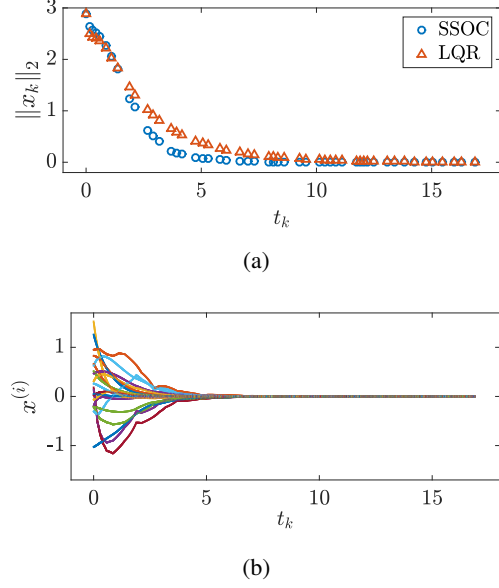 3
2
1
0
||x_k||_2
SSOC
LQR
0 5 10 15
t_k
(a)
1
0
-1
x^{(i)}
0 5 10 15
t_k
(b)